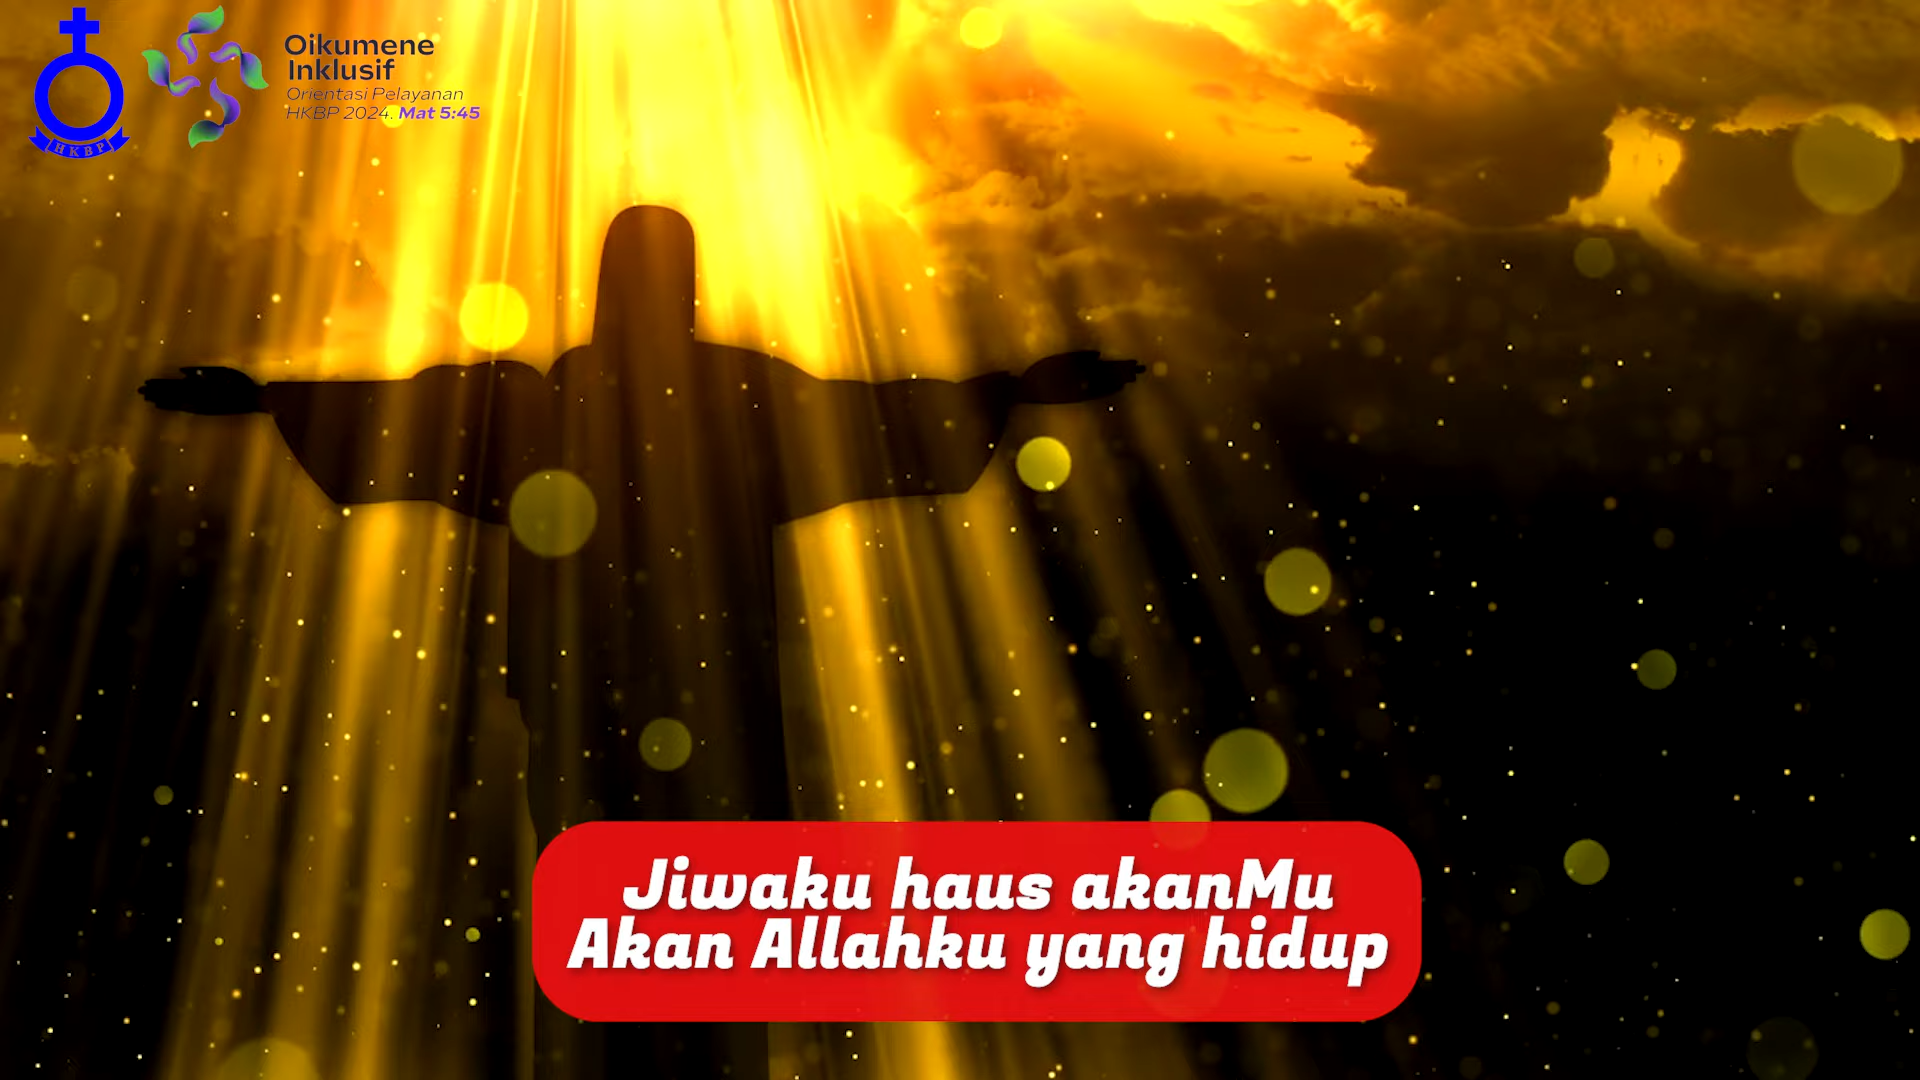 HKBP
Oikumene
Inklusif
Orientasi Pelayanan
HKBP 2024. Mat 5:45
Jiwaku haus akanMu
Akan Allahku yang hidup